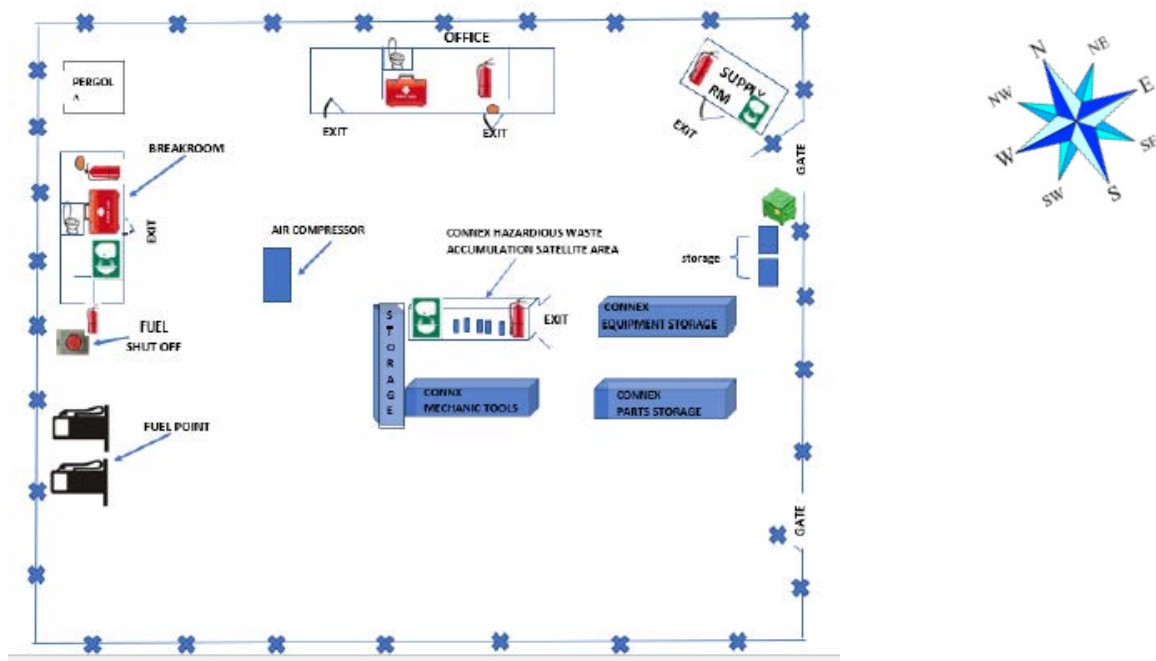 OFFICE
PERGOL
A
SUPPLY
RM
EXIT
EXIT
EXIT
GATE
BREAKROOM
EXIT
AIR COMPRESSOR
CONNEX HAZARDIOUS WASTE
ACCUMULATION SATELLITE AREA
storage
STORAGE
EXIT
CONNEX
EQUIPMENT STORAGE
FUEL
SHUT OFF
CONNX
MECHANIC TOOLS
CONNEX
PARTS STORAGE
FUEL POINT
GATE
N
NE
E
SE
S
SW
W
NW